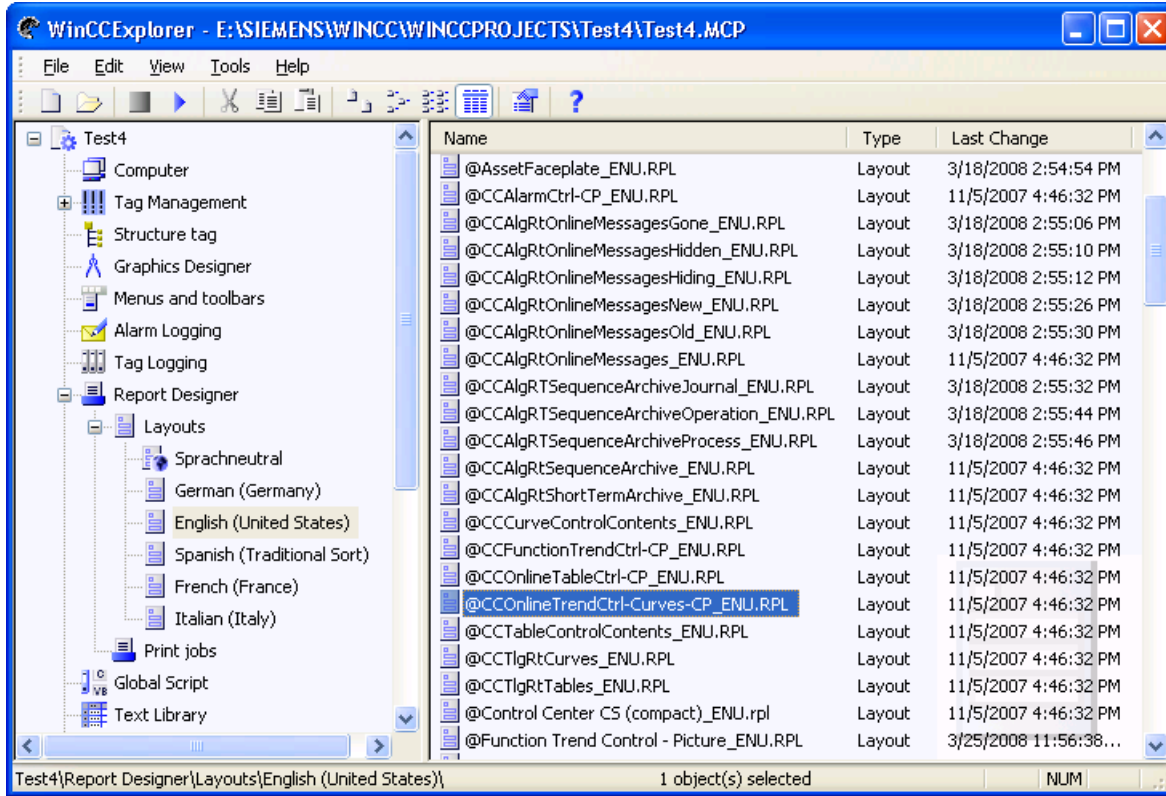 WinCCExplorer - E:\SIEMENS\WINCC\WINCCPROJECTS\Test4\Test4.MCP
File Edit View Tools Help
Test4
Computer
Tag Management
Structure tag
Graphics Designer
Menus and toolbars
Alarm Logging
Tag Logging
Report Designer
Layouts
Sprachneutral
German (Germany)
English (United States)
Spanish (Traditional Sort)
French (France)
Italian (Italy)
Print jobs
Global Script
Text Library
Name Type Last Change
@AssetFaceplate_ENU.RPL Layout 3/18/2008 2:54:54 PM
@CCAlarmCtrl-CP_ENU.RPL Layout 11/5/2007 4:46:32 PM
@CCAlgRtOnlineMessagesGone_ENU.RPL Layout 3/18/2008 2:55:06 PM
@CCAlgRtOnlineMessagesHidden_ENU.RPL Layout 3/18/2008 2:55:10 PM
@CCAlgRtOnlineMessagesHiding_ENU.RPL Layout 3/18/2008 2:55:12 PM
@CCAlgRtOnlineMessagesNew_ENU.RPL Layout 3/18/2008 2:55:26 PM
@CCAlgRtOnlineMessagesOld_ENU.RPL Layout 3/18/2008 2:55:30 PM
@CCAlgRtOnlineMessages_ENU.RPL Layout 11/5/2007 4:46:32 PM
@CCAlgRTSequenceArchiveJournal_ENU.RPL Layout 3/18/2008 2:55:32 PM
@CCAlgRTSequenceArchiveOperation_ENU.RPL Layout 3/18/2008 2:55:44 PM
@CCAlgRTSequenceArchiveProcess_ENU.RPL Layout 3/18/2008 2:55:46 PM
@CCAlgRtSequenceArchive_ENU.RPL Layout 11/5/2007 4:46:32 PM
@CCAlgRtShortTermArchive_ENU.RPL Layout 11/5/2007 4:46:32 PM
@CCCurveControlContents_ENU.RPL Layout 11/5/2007 4:46:32 PM
@CCFunctionTrendCtrl-CP_ENU.RPL Layout 11/5/2007 4:46:32 PM
@CCOnlineTableCtrl-CP_ENU.RPL Layout 11/5/2007 4:46:32 PM
@CCOnlineTrendCtrl-Curves-CP_ENU.RPL Layout 11/5/2007 4:46:32 PM
@CCTableControlContents_ENU.RPL Layout 11/5/2007 4:46:32 PM
@CCTlgRtCurves_ENU.RPL Layout 11/5/2007 4:46:32 PM
@CCTlgRtTables_ENU.RPL Layout 11/5/2007 4:46:32 PM
@Control Center CS (compact)_ENU.rpl Layout 11/5/2007 4:46:32 PM
@Function Trend Control - Picture_ENU.RPL Layout 3/25/2008 11:56:38...
Test4\Report Designer\Layouts\English (United States)\ 1 object(s) selected NUM